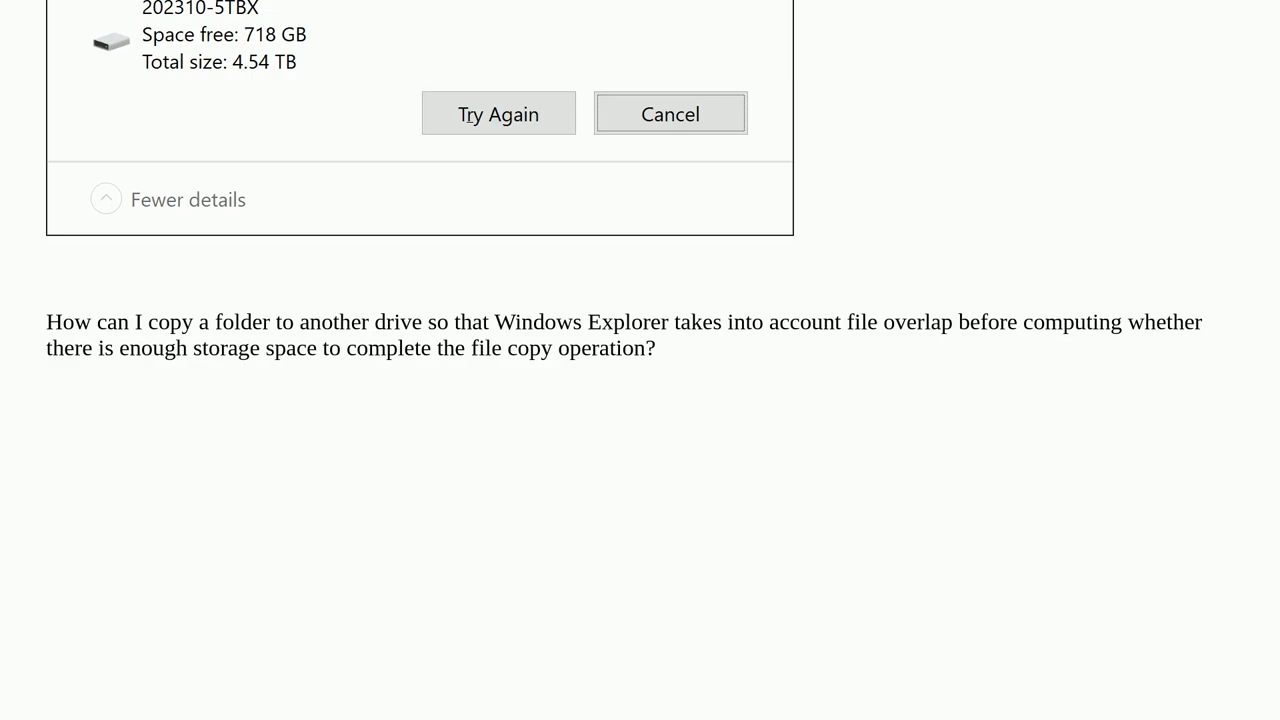 202310-5TBX
Space free: 718 GB
Total size: 4.54 TB
Try Again
Cancel
Fewer details
How can I copy a folder to another drive so that Windows Explorer takes into account file overlap before computing whether
there is enough storage space to complete the file copy operation?